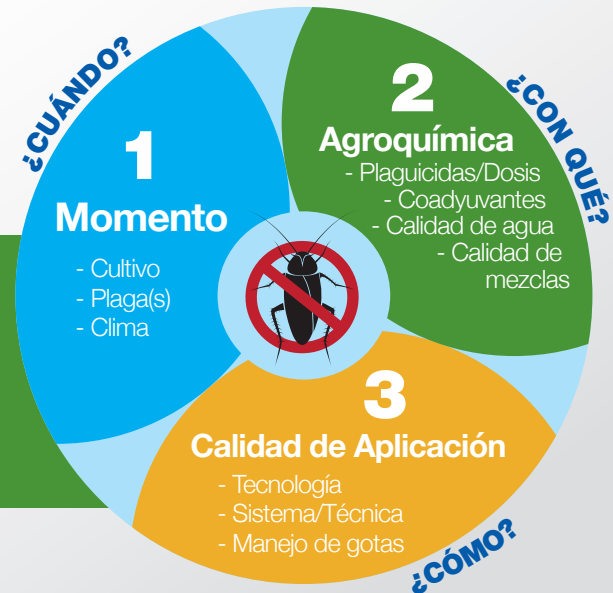 ¿CUÁNDO?
1
Momento
- Cultivo
- Plaga(s)
- Clima
¿CON QUÉ?
2
Agroquímica
- Plaguicidas/Dosis
- Coadyuvantes
- Calidad de agua
- Calidad de
mezclas
3
Calidad de Aplicación
- Tecnología
- Sistema/Técnica
- Manejo de gotas
¿CÓMO?